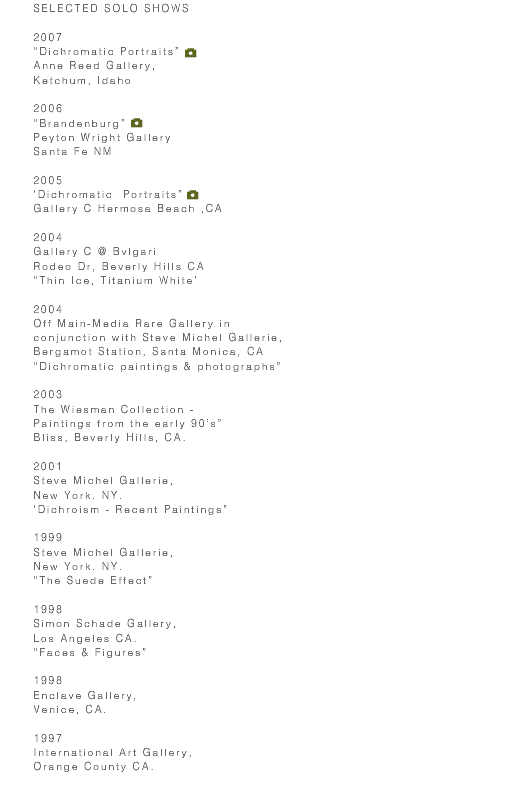 SELECTED SOLO SHOWS
2007
"Dichromatic Portraits"
Anne Reed Gallery,
Ketchum, Idaho
2006
"Brandenburg"
Peyton Wright Gallery
Santa Fe NM
2005
'Dichromatic Portraits"
Gallery C Hermosa Beach ,CA
2004
Gallery C @ Bvlgari
Rodeo Dr, Beverly Hills CA
"Thin Ice, Titanium White'
2004
Off Main-Media Rare Gallery in
conjunction with Steve Michel Gallerie,
Bergamot Station, Santa Monica, CA
"Dichromatic paintings & photographs"
2003
The Wiesman Collection -
Paintings from the early 90's"
Bliss, Beverly Hills, CA.
2001
Steve Michel Gallerie,
New York. NY.
'Dichroism - Recent Paintings"
1999
Steve Michel Gallerie,
New York. NY.
"The Suede Effect"
1998
Simon Schade Gallery,
Los Angeles CA.
"Faces & Figures"
1998
Enclave Gallery,
Venice, CA.
1997
International Art Gallery,
Orange County CA.